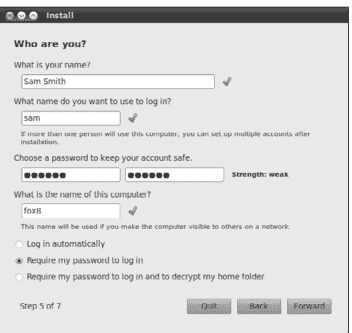 Install
Who are you?
What is your name?
Sam Smith
What name do you want to use to log in?
sam
If more than one person will use this computer, you can set up multiple accounts after
installation.
Choose a password to keep your account safe.
●●●●●● ●●●●●● Strength: weak
What is the name of this computer?
fox8
This name will be used if you make the computer visible to others on a network.
Log in automatically
Require my password to log in
Require my password to log in and to decrypt my home folder
Step 5 of 7 Quit Back Forward